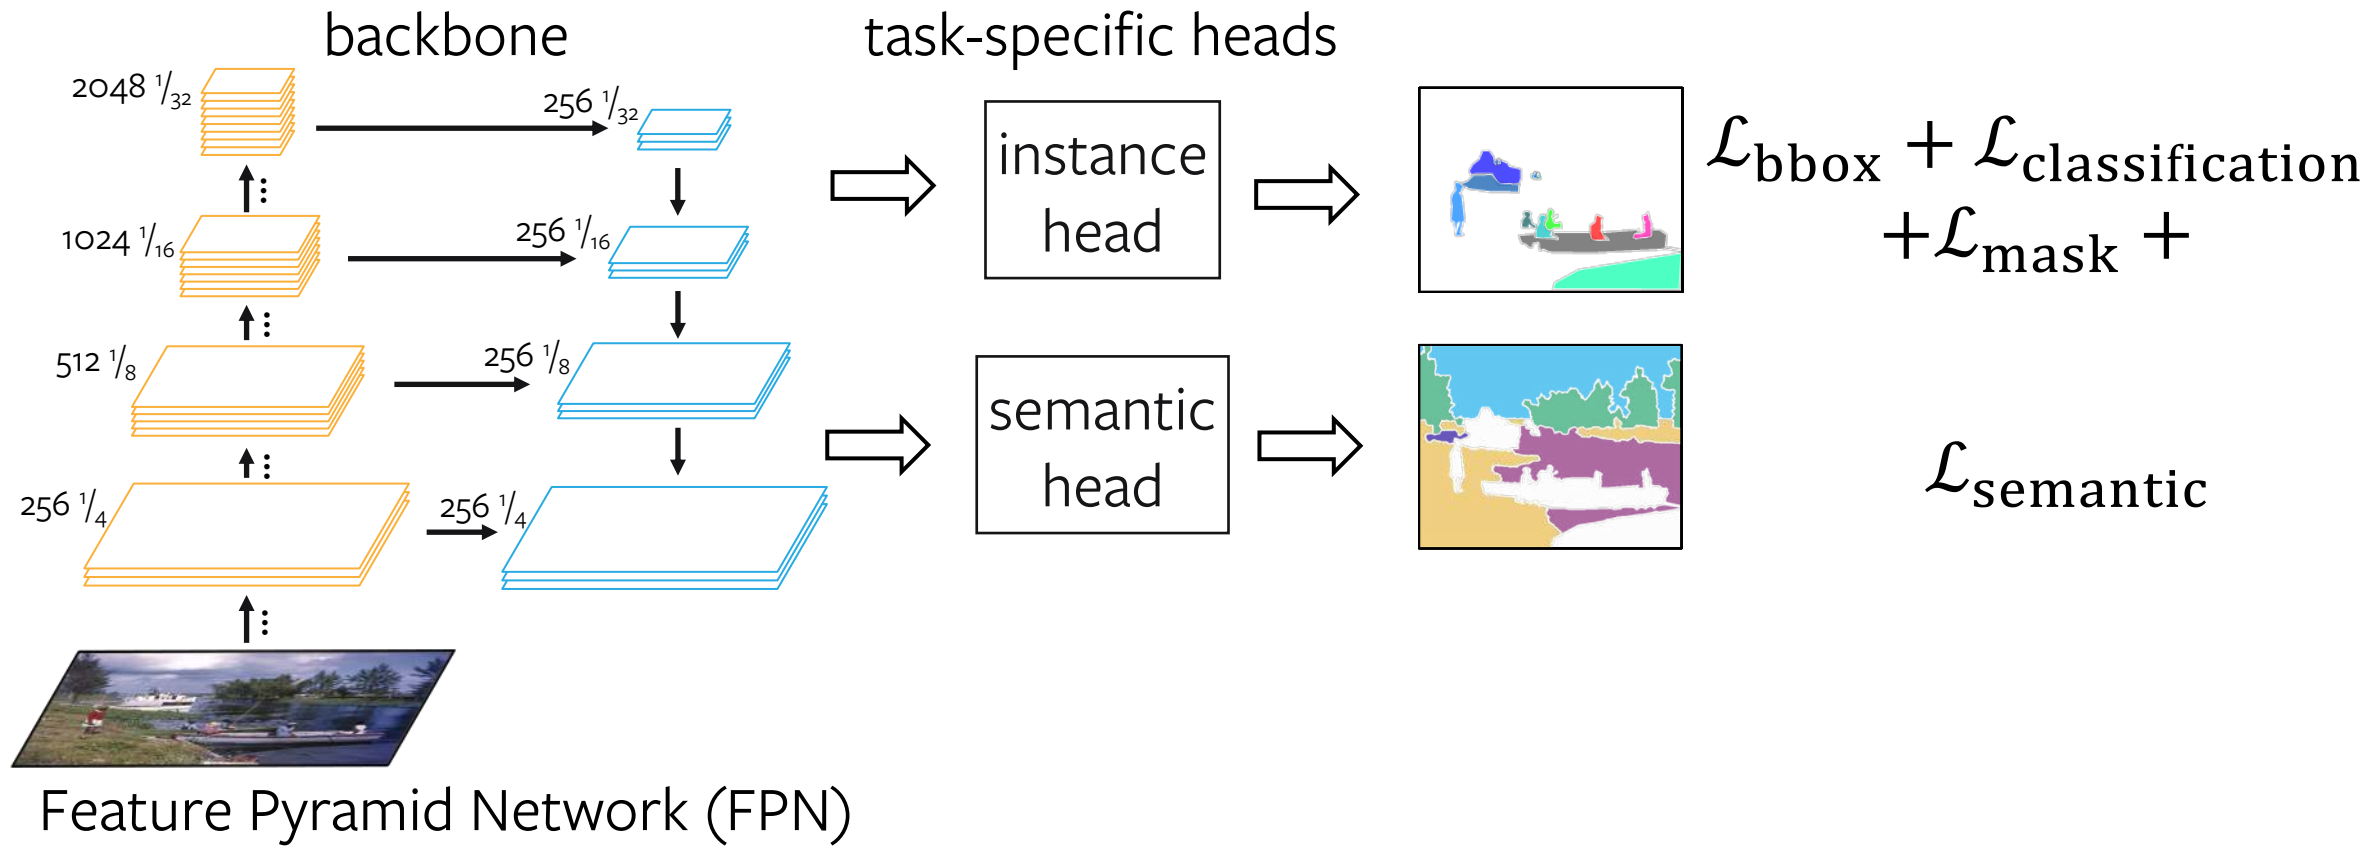 backbone
task-specific heads
2048 1/32
256 1/32
1024 1/16
256 1/16
512 1/8
256 1/8
256 1/4
256 1/4
instance
head
semantic
head
ℒbbox + ℒclassification
+ℒmask +
ℒsemantic
Feature Pyramid Network (FPN)